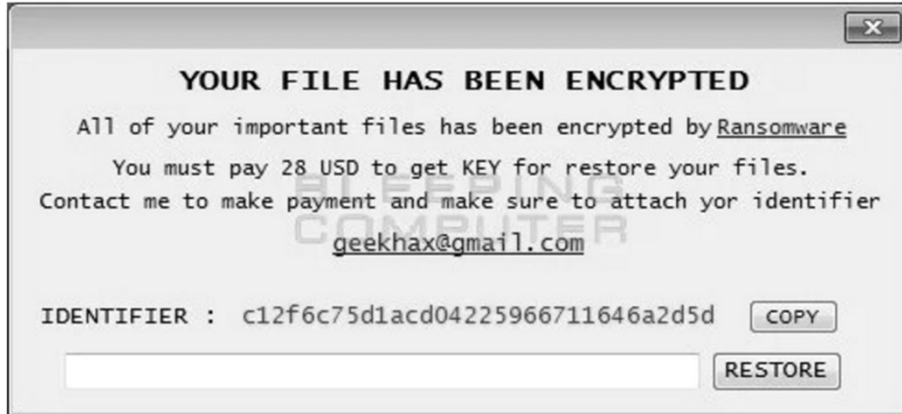 YOUR FILE HAS BEEN ENCRYPTED
All of your important files has been encrypted by Ransomware
You must pay 28 USD to get KEY for restore your files.
Contact me to make payment and make sure to attach yor identifier
BLEEPING
COMPUTER
geekhax@gmail.com
IDENTIFIER : c12f6c75d1acd04225966711646a2d5d COPY
RESTORE